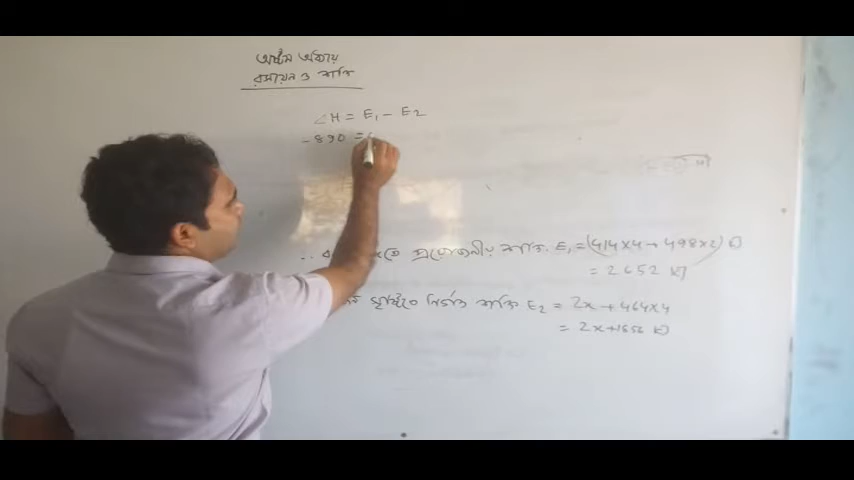 অষ্টম অধ্যায়
রসায়ন ও শক্তি
∠H = E₁ - E₂
- 890 =
প্রয়োজনীয় শক্তি. E₁ = (414×4 + 498×2) KJ
= 2652 KJ
সৃষ্টিতে নির্গত শক্তি E₂ = 2x + 464×4
= 2x+1856 KJ